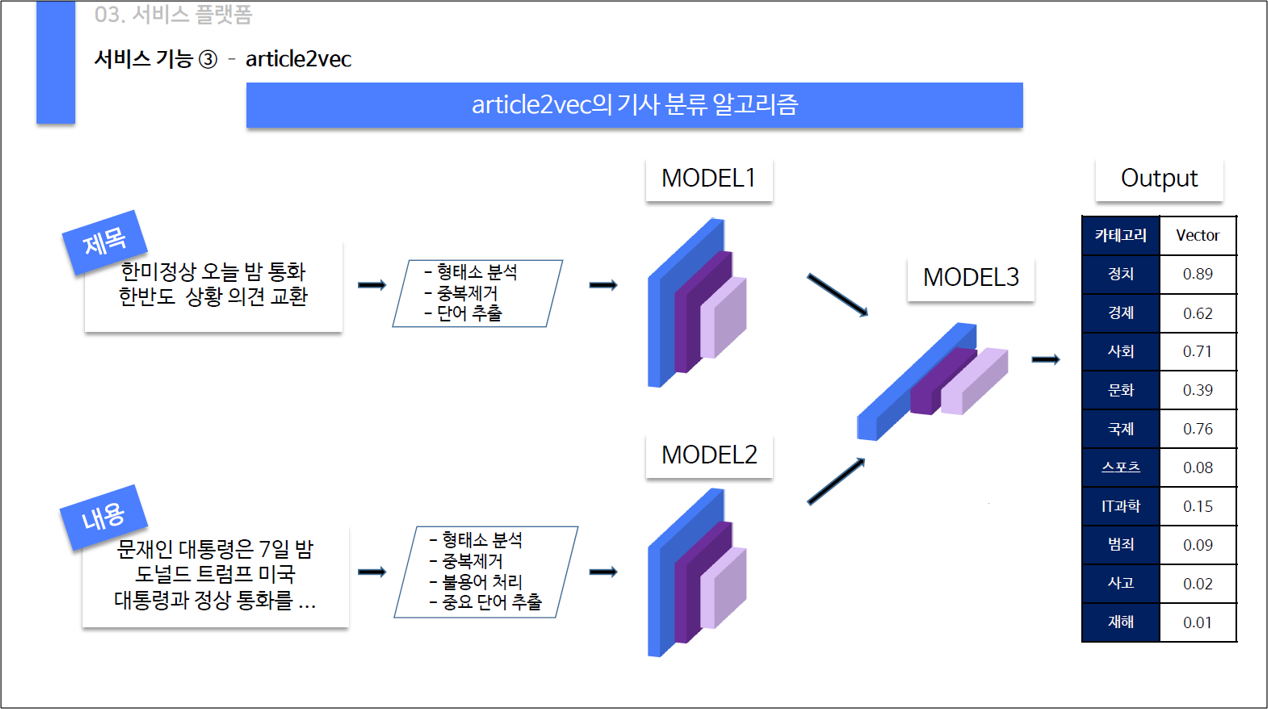 03. 서비스 플랫폼
서비스 기능 ③ - article2vec
article2vec의 기사 분류 알고리즘
제목
한미정상 오늘 밤 통화
한반도 상황 의견 교환
- 형태소 분석
- 중복제거
- 단어 추출
MODEL1
내용
문재인 대통령은 7일 밤
도널드 트럼프 미국
대통령과 정상 통화를 ...
- 형태소 분석
- 중복제거
- 불용어 처리
- 중요 단어 추출
MODEL2
MODEL3
Output
카테고리 Vector
정치 0.89
경제 0.62
사회 0.71
문화 0.39
국제 0.76
스포츠 0.08
IT과학 0.15
범죄 0.09
사고 0.02
재해 0.01